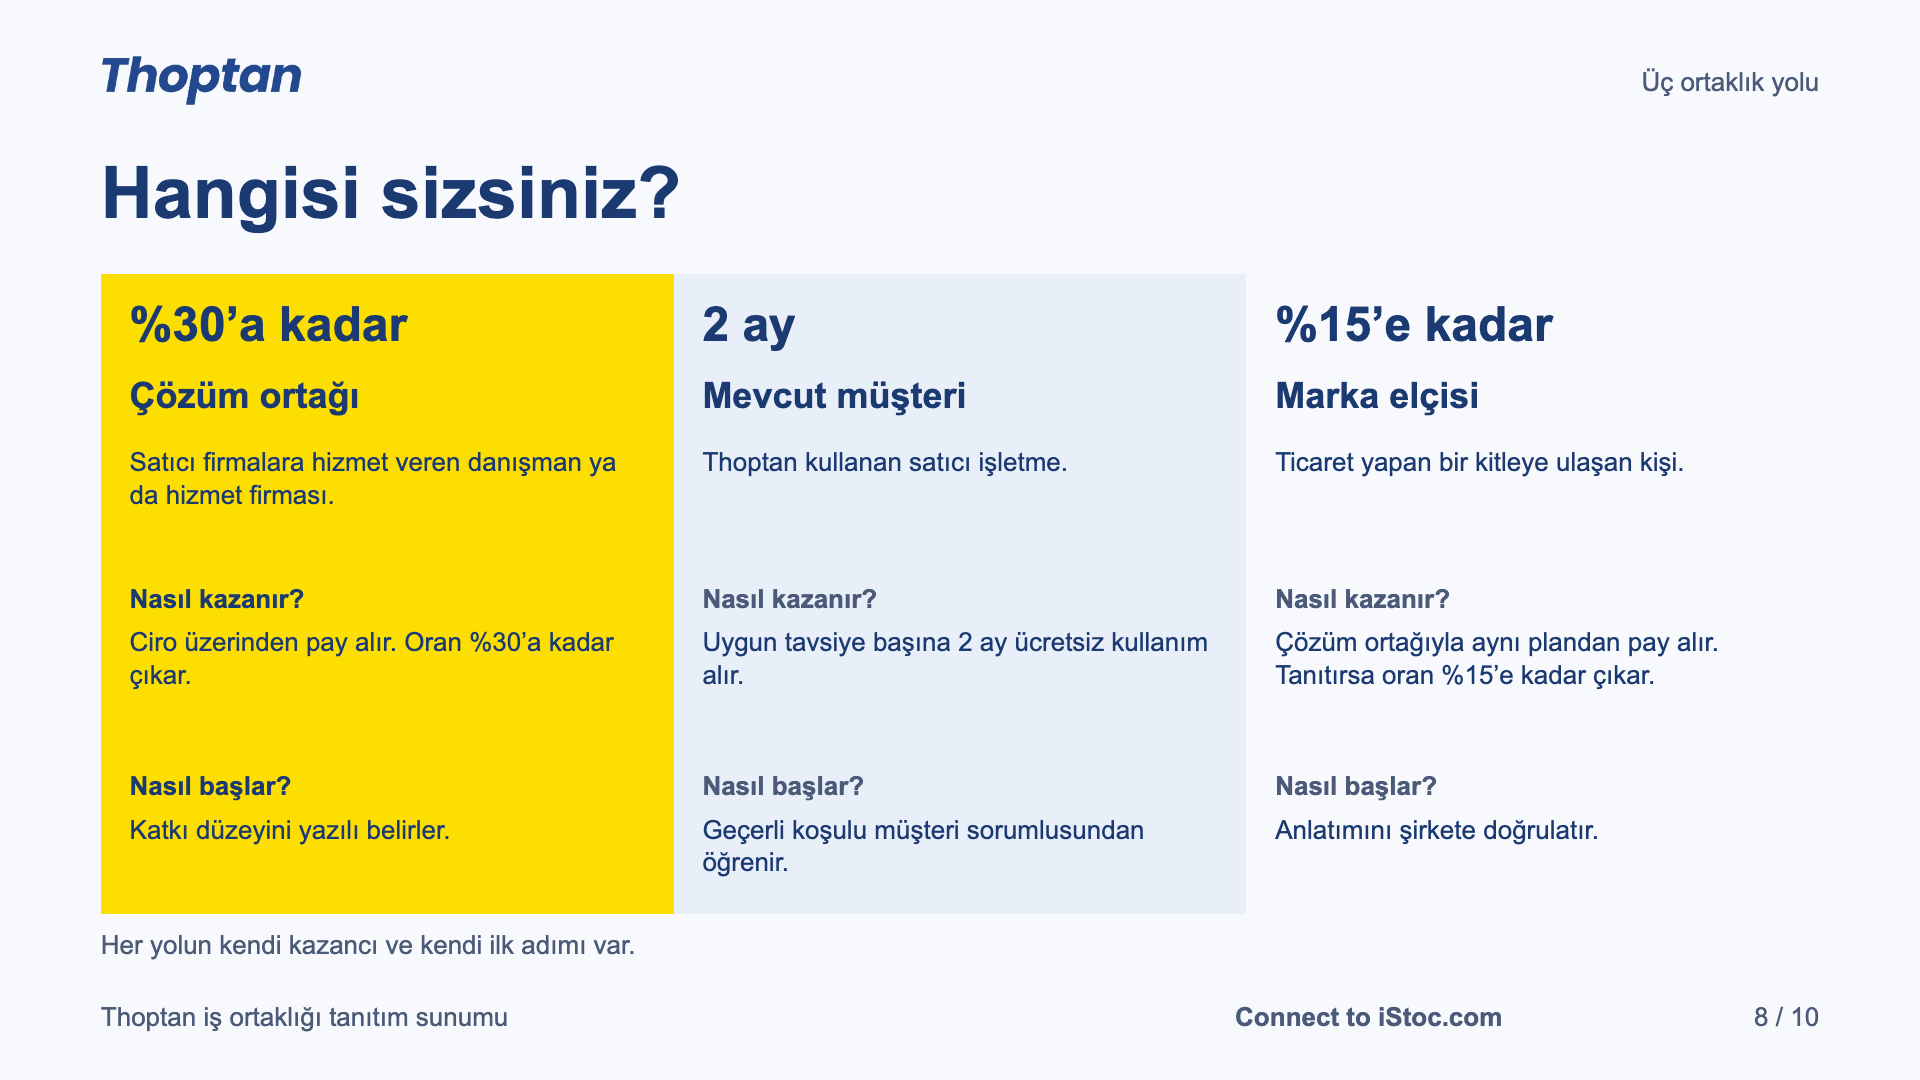 Thoptan
Üç ortaklık yolu
Hangisi sizsiniz?
%30’a kadar
Çözüm ortağı
Satıcı firmalara hizmet veren danışman ya
da hizmet firması.
Nasıl kazanır?
Ciro üzerinden pay alır. Oran %30’a kadar
çıkar.
Nasıl başlar?
Katkı düzeyini yazılı belirler.
2 ay
Mevcut müşteri
Thoptan kullanan satıcı işletme.
Nasıl kazanır?
Uygun tavsiye başına 2 ay ücretsiz kullanım
alır.
Nasıl başlar?
Geçerli koşulu müşteri sorumlusundan
öğrenir.
%15’e kadar
Marka elçisi
Ticaret yapan bir kitleye ulaşan kişi.
Nasıl kazanır?
Çözüm ortağıyla aynı plandan pay alır.
Tanıtırsa oran %15’e kadar çıkar.
Nasıl başlar?
Anlatımını şirkete doğrulatır.
Her yolun kendi kazancı ve kendi ilk adımı var.
Thoptan iş ortaklığı tanıtım sunumu
Connect to iStoc.com
8 / 10